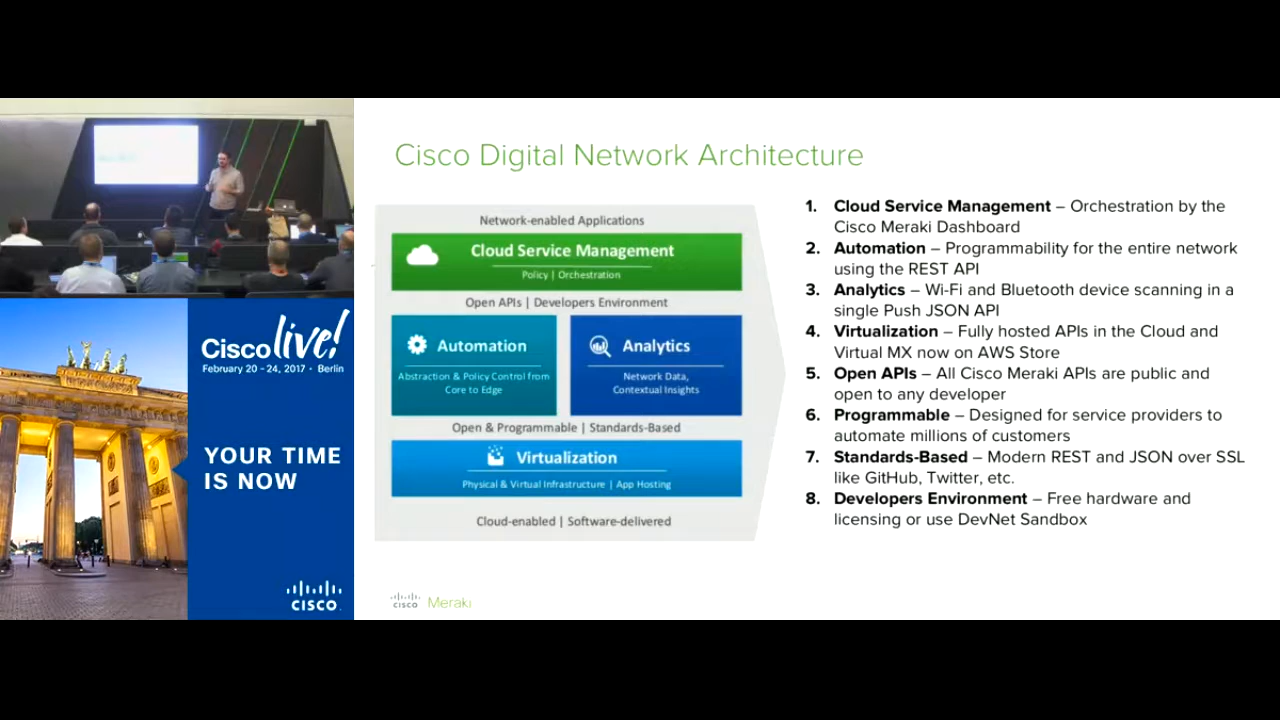 Cisco live!
February 20 - 24, 2017 • Berlin
YOUR TIME
IS NOW
CISCO.
Cisco Digital Network Architecture
Network-enabled Applications
Cloud Service Management
Policy | Orchestration
Open APIs | Developers Environment
Automation
Abstraction & Policy Control from
Core to Edge
Analytics
Network Data,
Contextual Insights
Open & Programmable | Standards-Based
Virtualization
Physical & Virtual Infrastructure | App Hosting
Cloud-enabled | Software-delivered
1. Cloud Service Management – Orchestration by the
Cisco Meraki Dashboard
2. Automation – Programmability for the entire network
using the REST API
3. Analytics – Wi-Fi and Bluetooth device scanning in a
single Push JSON API
4. Virtualization – Fully hosted APIs in the Cloud and
Virtual MX now on AWS Store
5. Open APIs – All Cisco Meraki APIs are public and
open to any developer
6. Programmable – Designed for service providers to
automate millions of customers
7. Standards-Based – Modern REST and JSON over SSL
like GitHub, Twitter, etc.
8. Developers Environment – Free hardware and
licensing or use DevNet Sandbox
CISCO Meraki